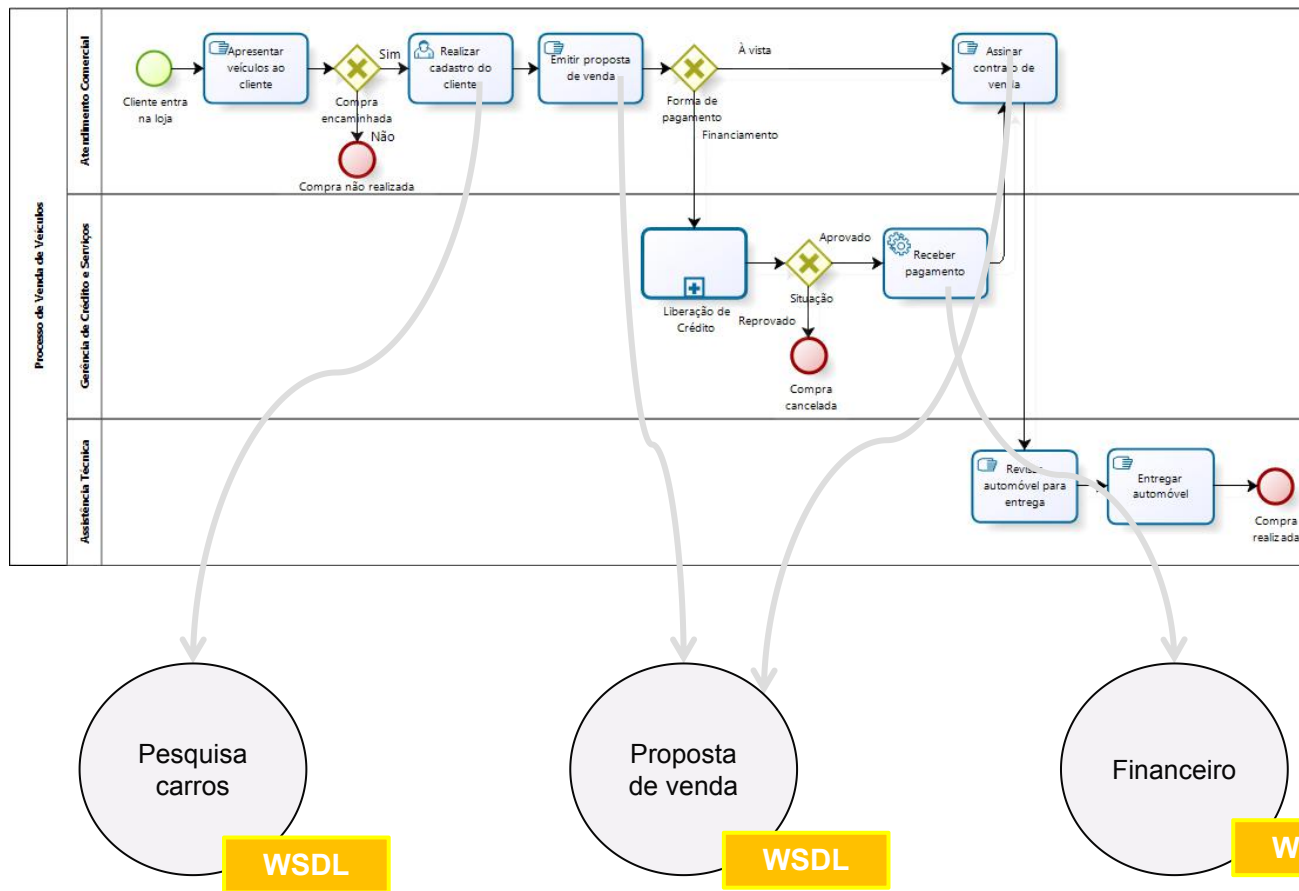 Processo de Venda de Veículos
Atendimento Comercial
Cliente entra
na loja
Apresentar
veículos ao
cliente
Compra
encaminhada
Sim
Não
Compra não realizada
Realizar
cadastro do
cliente
Emitir proposta
de venda
Forma de
pagamento
À vista
Financiamento
Assinar
contrato de
venda
Gerência de Crédito e Serviços
Liberação de
Crédito
Situação
Aprovado
Reprovado
Compra
cancelada
Receber
pagamento
Assistência Técnica
Revisar
automóvel para
entrega
Entregar
automóvel
Compra
realizada
Pesquisa
carros
WSDL
Proposta
de venda
WSDL
Financeiro
W